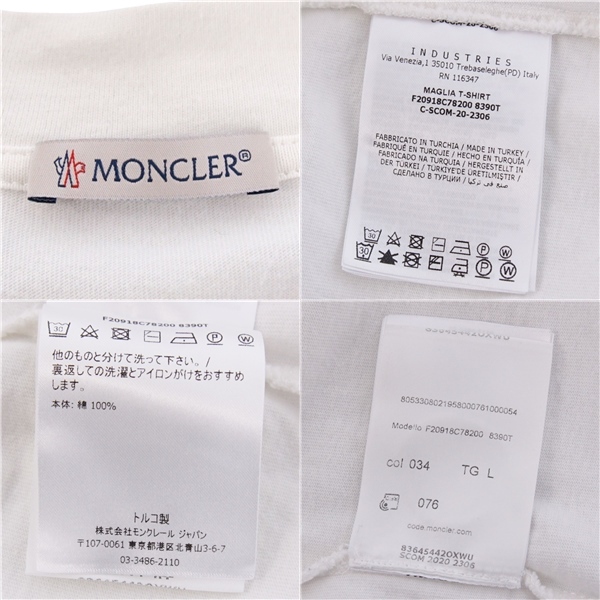 MONCLER®
C-SCOM-20-2306
INDUSTRIES
Via Venezia,1 35010 Trebaseleghe(PD) Italy
RN 116347
MAGLIA T-SHIRT
F20918C78200 8390T
C-SCOM-20-2306
FABBRICATO IN TURCHIA / MADE IN TURKEY /
FABRIQUÉ EN TURQUIE / HECHO EN TURQUÍA /
FABRICADO NA TURQUIA / HERGESTELLT IN
DER TÜRKEI / TÜRKIYE'DE ÜRETILMIŞTIR /
СДЕЛАНО В ТУРЦИИ / صنع في تركيا
30
P W
30
P W
F20918C78200 8390T
30
P W
他のものと分けて洗って下さい。/
裏返しての洗濯とアイロンがけをおすすめ
します。
本体: 綿 100%
トルコ製
株式会社モンクレール ジャパン
〒107-0061 東京都港区北青山3-6-7
03-3486-2110
836454420XWU
8053308021958000761000054
Modello F20918C78200 8390T
col 034 TG L
076
code.moncler.com
836454420XWU
SCOM 2020 2306